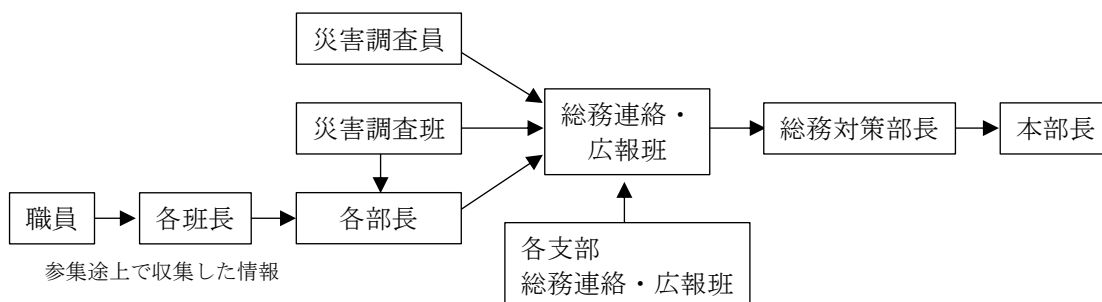 災害調査員
災害調査班
総務連絡・
広報班
総務対策部長
本部長
職員
各班長
各部長
参集途上で収集した情報
各支部
総務連絡・広報班